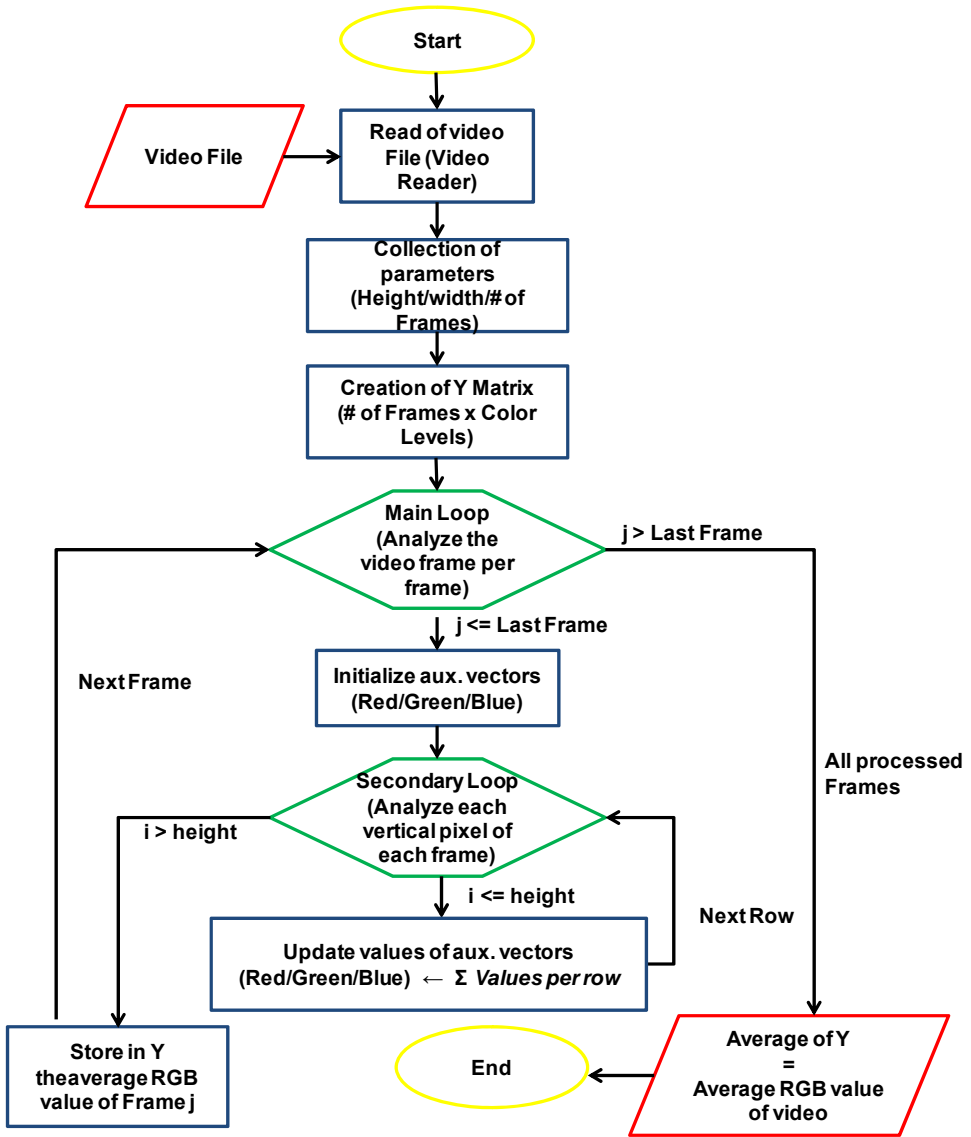 Start
Video File
Read of video
File (Video
Reader)
Collection of
parameters
(Height/width/# of
Frames)
Creation of Y Matrix
(# of Frames x Color
Levels)
Main Loop
(Analyze the
video frame per
frame)
j > Last Frame
j <= Last Frame
Next Frame
Initialize aux. vectors
(Red/Green/Blue)
All processed
Frames
Secondary Loop
(Analyze each
vertical pixel of
each frame)
i > height
i <= height
Next Row
Update values of aux. vectors
(Red/Green/Blue) ← Σ Values per row
Store in Y
theaverage RGB
value of Frame j
End
Average of Y
=
Average RGB value
of video